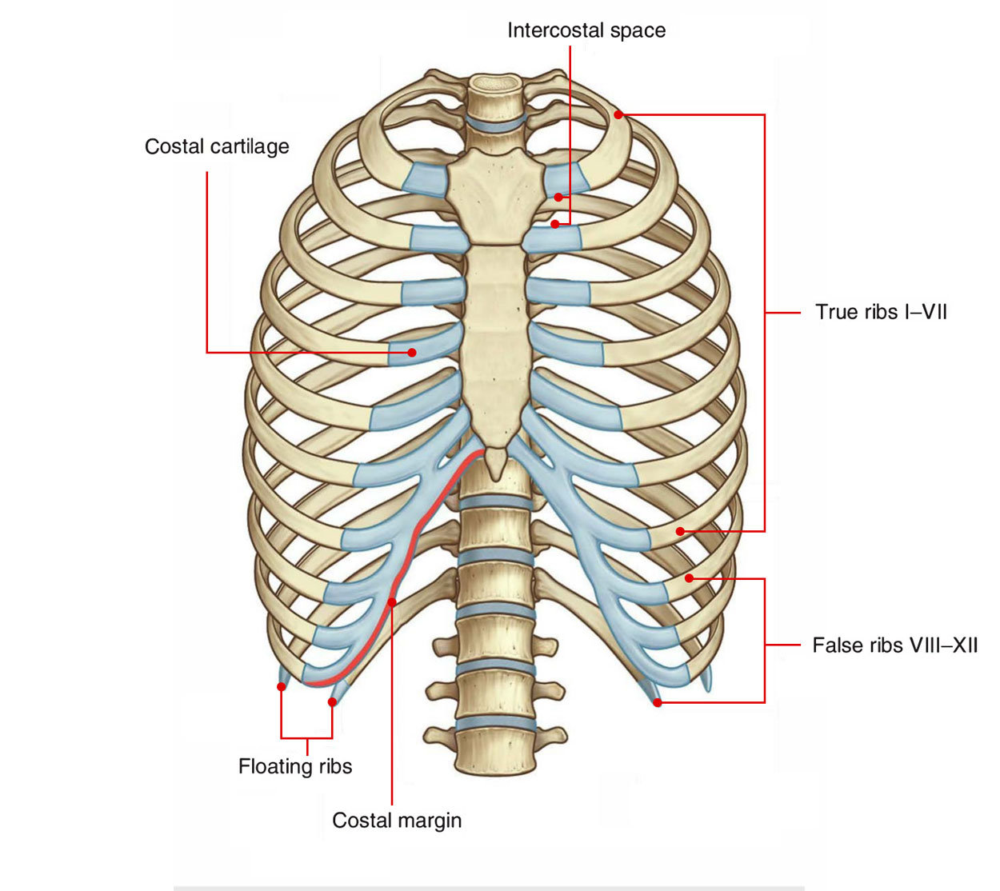 Intercostal space
Costal cartilage
True ribs I–VII
False ribs VIII–XII
Floating ribs
Costal margin